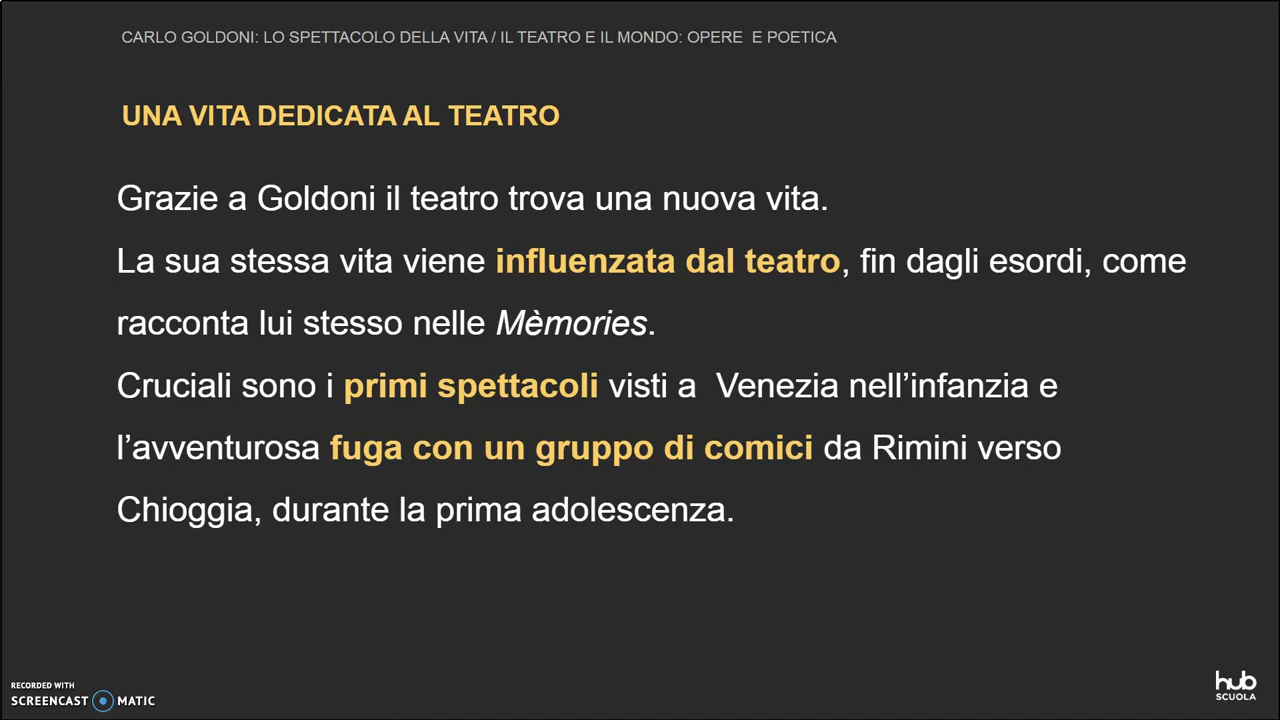 CARLO GOLDONI: LO SPETTACOLO DELLA VITA / IL TEATRO E IL MONDO: OPERE  E POETICA
UNA VITA DEDICATA AL TEATRO
Grazie a Goldoni il teatro trova una nuova vita.
La sua stessa vita viene influenzata dal teatro, fin dagli esordi, come
racconta lui stesso nelle Mèmories.
Cruciali sono i primi spettacoli visti a  Venezia nell’infanzia e
l’avventurosa fuga con un gruppo di comici da Rimini verso
Chioggia, durante la prima adolescenza.
RECORDED WITH
SCREENCAST MATIC
hub
SCUOLA